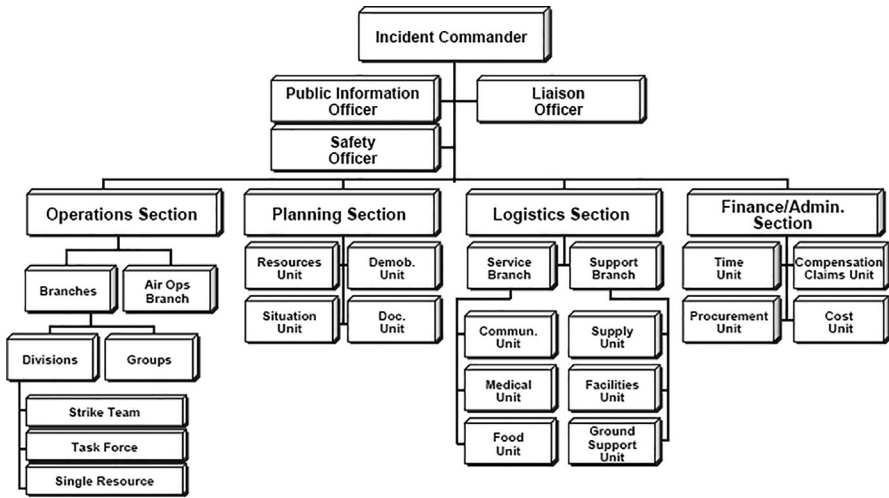 Incident Commander
Public Information
Officer
Liaison
Officer
Safety
Officer
Operations Section
Planning Section
Logistics Section
Finance/Admin.
Section
Branches
Air Ops
Branch
Divisions
Groups
Strike Team
Task Force
Single Resource
Resources
Unit
Demob.
Unit
Situation
Unit
Doc.
Unit
Service
Branch
Support
Branch
Commun.
Unit
Supply
Unit
Medical
Unit
Facilities
Unit
Food
Unit
Ground
Support
Unit
Time
Unit
Compensation
Claims Unit
Procurement
Unit
Cost
Unit